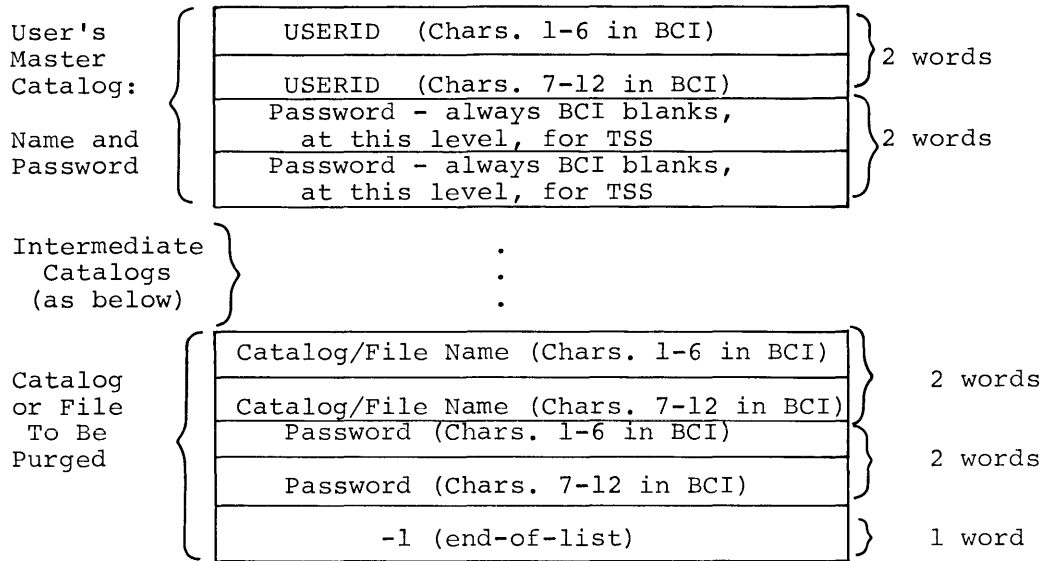 User's
Master
Catalog:
Name and
Password
USERID (Chars. 1-6 in BCI)
USERID (Chars. 7-12 in BCI)
2 words
Password - always BCI blanks,
at this level, for TSS
Password - always BCI blanks,
at this level, for TSS
2 words
Intermediate
Catalogs
(as below)
.
.
.
Catalog
or File
To Be
Purged
Catalog/File Name (Chars. 1-6 in BCI)
Catalog/File Name (Chars. 7-12 in BCI)
2 words
Password (Chars. 1-6 in BCI)
Password (Chars. 7-12 in BCI)
2 words
-1 (end-of-list)
1 word